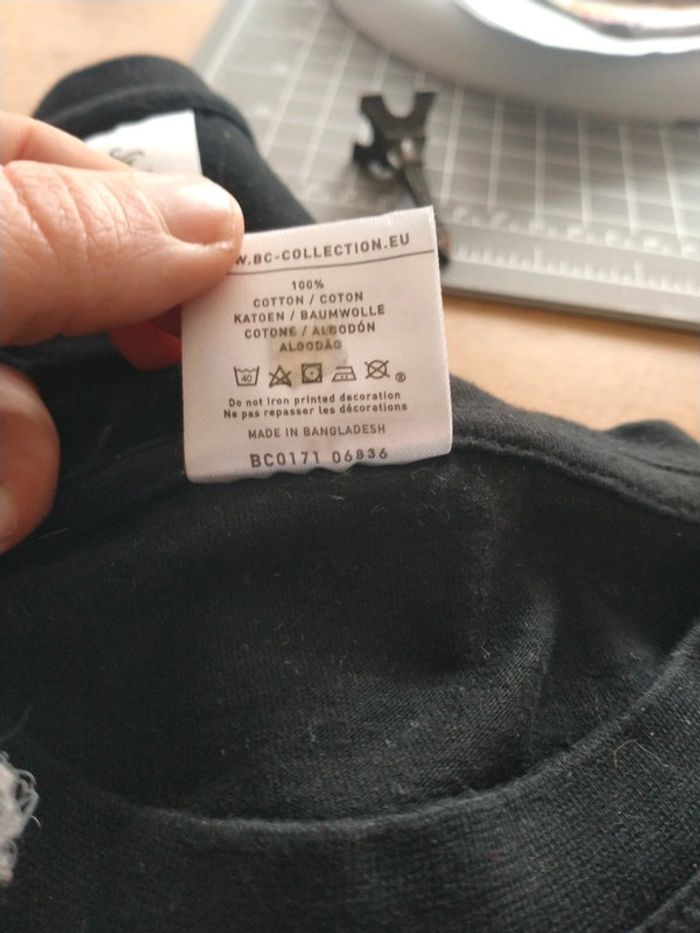 W.BC-COLLECTION.EU
100%
COTTON / COTON
KATOEN / BAUMWOLLE
COTONE / ALGODÓN
ALGODÃO
40
Do not iron printed decoration
Ne pas repasser les décorations
MADE IN BANGLADESH
BC0171 06836